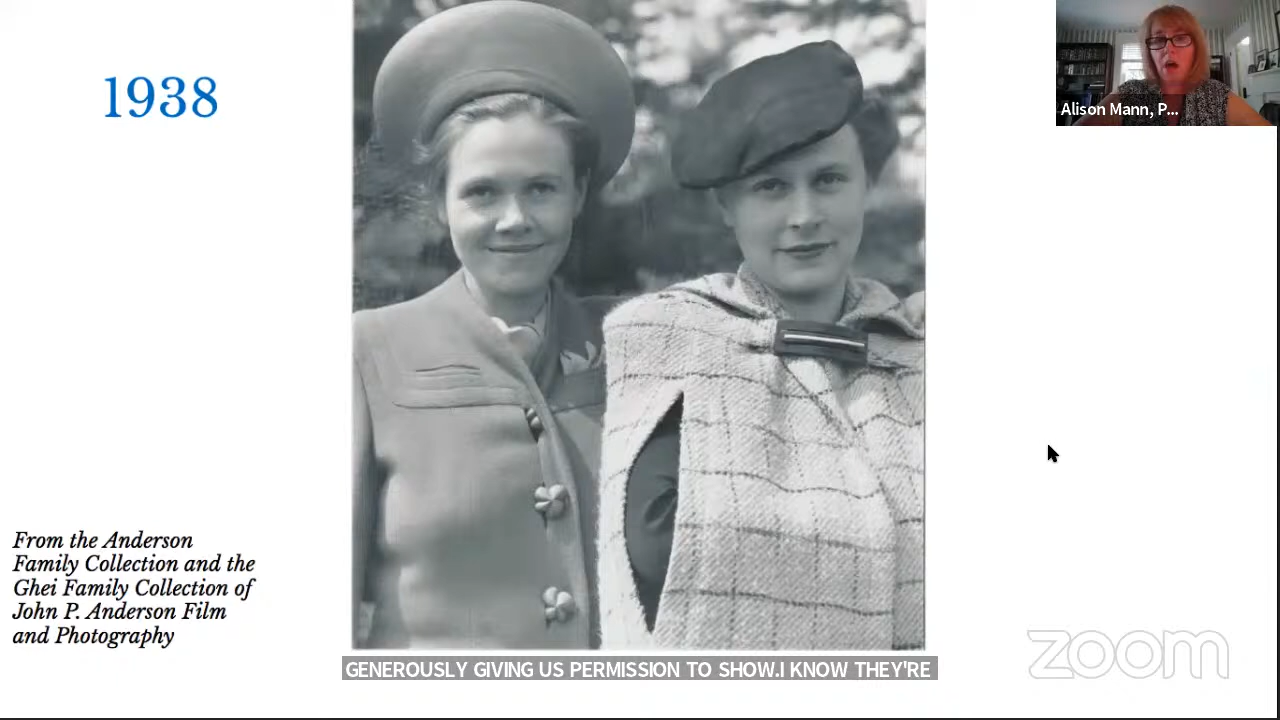 1938
Alison Mann, P...
From the Anderson
Family Collection and the
Ghei Family Collection of
John P. Anderson Film
and Photography
GENEROUSLY GIVING US PERMISSION TO SHOW.I KNOW THEY'RE
zoom